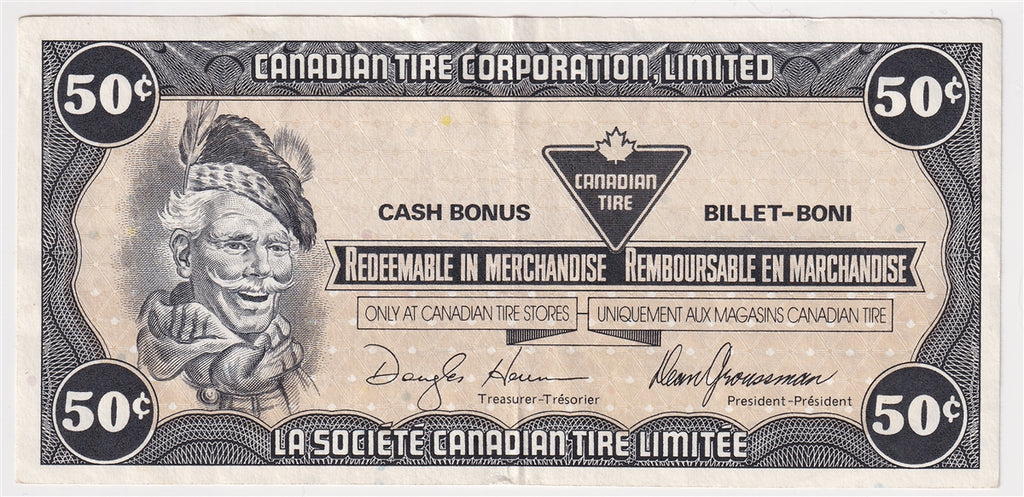 50¢
CANADIAN TIRE CORPORATION, LIMITED
50¢
CANADIAN
TIRE
CASH BONUS
BILLET-BONI
REDEEMABLE IN MERCHANDISE REMBOURSABLE EN MARCHANDISE
ONLY AT CANADIAN TIRE STORES
UNIQUEMENT AUX MAGASINS CANADIAN TIRE
Dean Groussman
Treasurer-Trésorier
President-Président
50¢
LA SOCIÉTÉ CANADIAN TIRE LIMITÉE
50¢